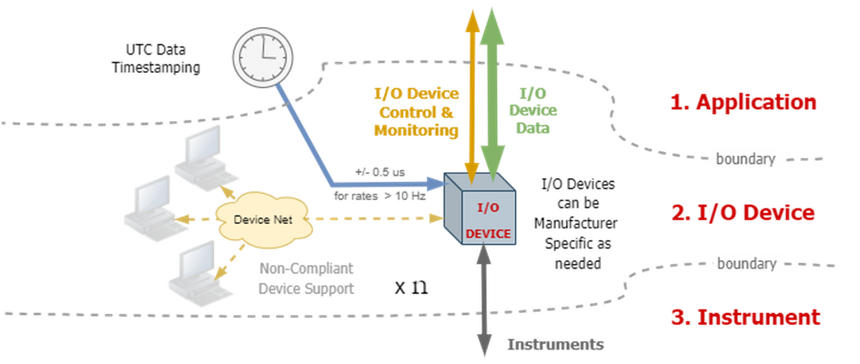 UTC Data
Timestamping
I/O Device
Control &
Monitoring
I/O
Device
Data
1. Application
boundary
+/- 0.5 us
for rates > 10 Hz
I/O
DEVICE
I/O Devices
can be
Manufacturer
Specific as
needed
2. I/O Device
Device Net
Non-Compliant
Device Support
x n
boundary
3. Instrument
Instruments